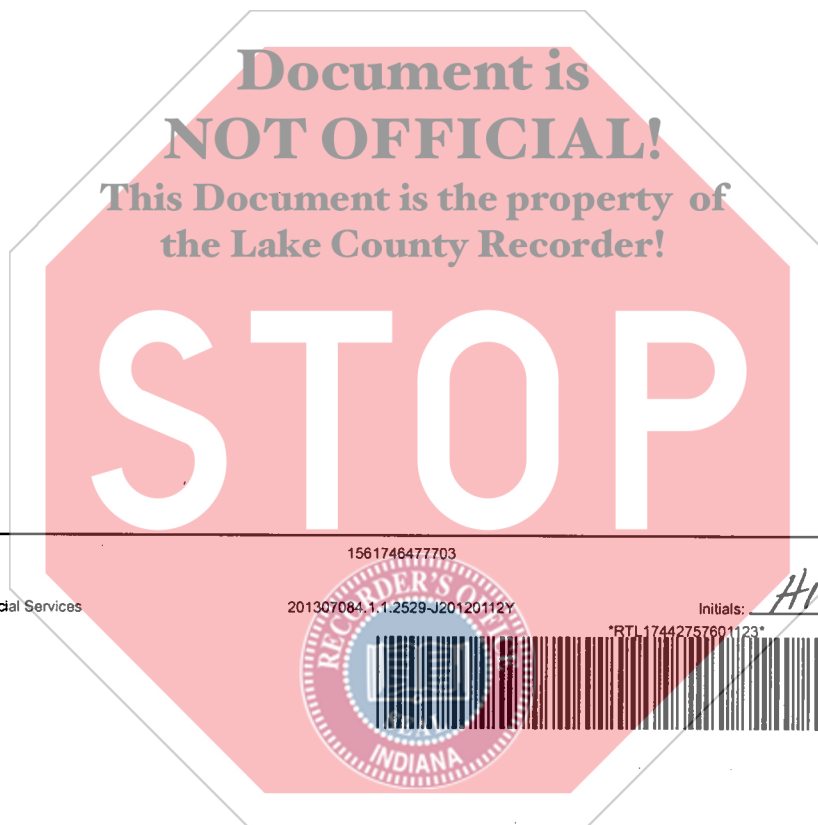 Document is
NOT OFFICIAL!
This Document is the property of
the Lake County Recorder!
STOP
1561746477703
cial Services 201307084.1.1.2529-J20120112Y Initials:
*RTL17442757601123*
RECORDER'S OFFICE
SEAL
INDIANA